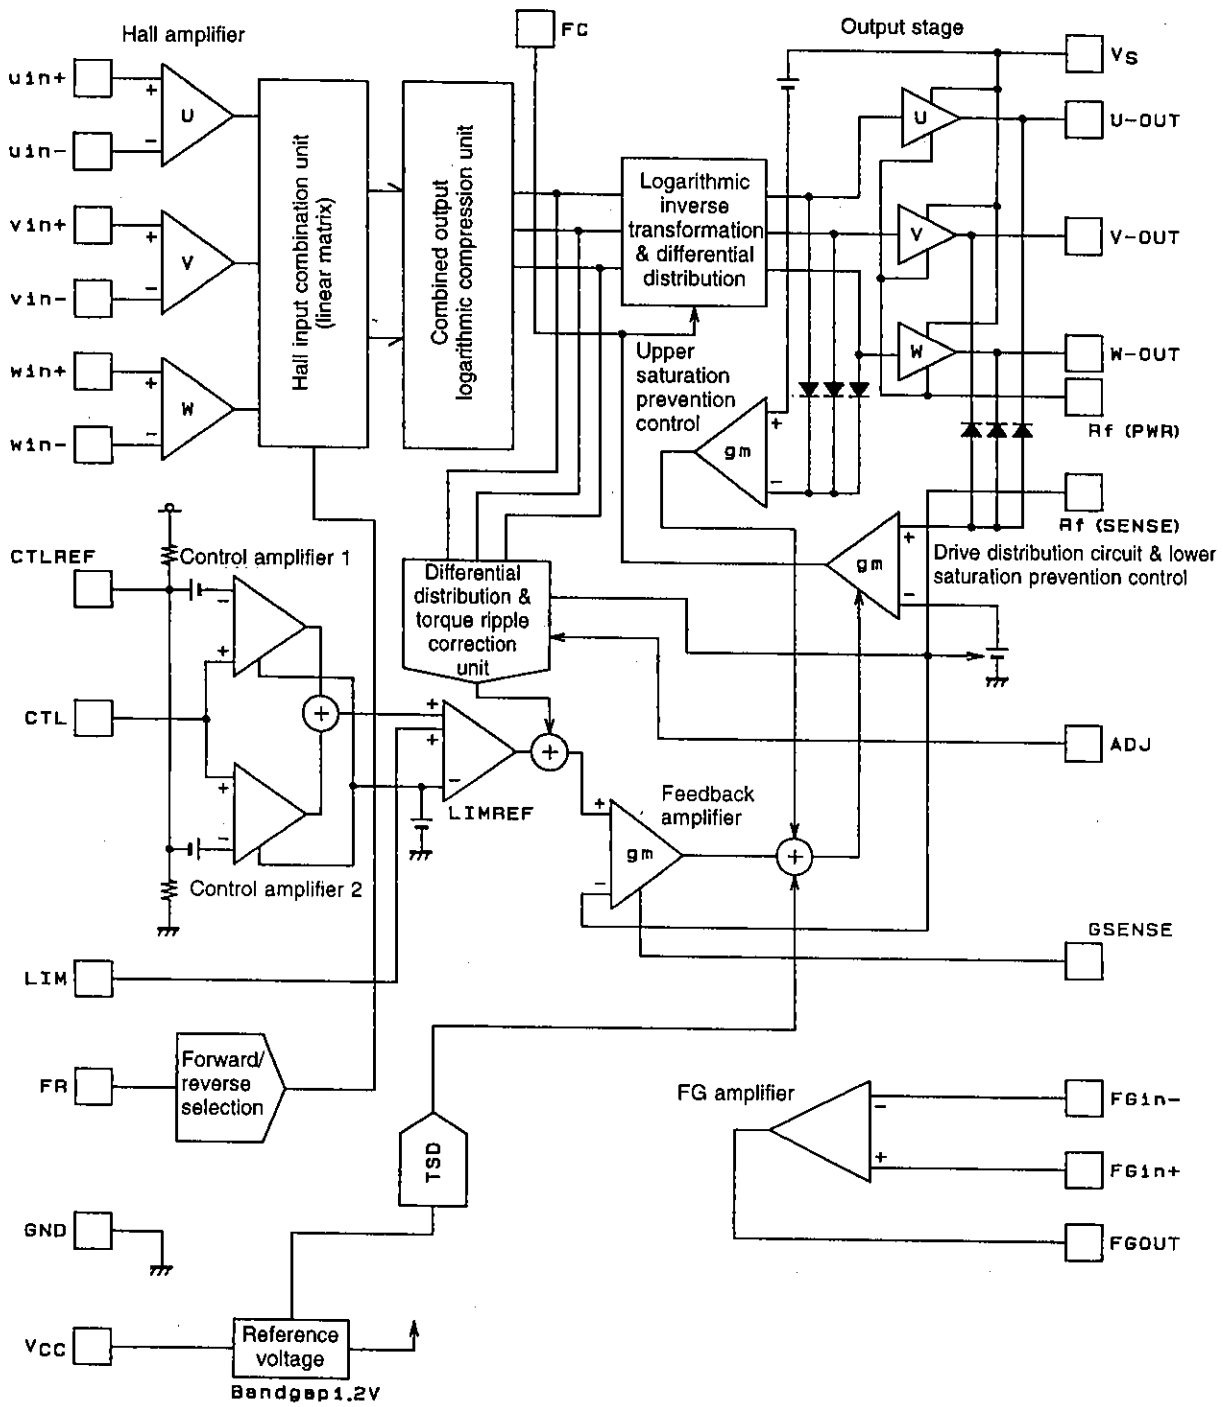 Hall amplifier
FC
Output stage
VS
uin+
+
U
-
uin-
U
U-OUT
vin+
+
V
-
vin-
Hall input combination unit
(linear matrix)
Combined output
logarithmic compression unit
Logarithmic
inverse
transformation
& differential
distribution
V
V-OUT
win+
+
W
-
win-
Upper
saturation
prevention
control
W
W-OUT
+
gm
-
Rf (PWR)
Rf (SENSE)
CTLREF
Control amplifier 1
-
+
Differential
distribution &
torque ripple
correction
unit
+
gm
-
Drive distribution circuit & lower
saturation prevention control
CTL
+
+
+
-
LIMREF
+
ADJ
+
-
Control amplifier 2
Feedback
amplifier
+
gm
-
+
GSENSE
LIM
FR
Forward/
reverse
selection
TSD
FG amplifier
-
+
FGin-
FGin+
FGOUT
GND
VCC
Reference
voltage
Bandgap1.2V